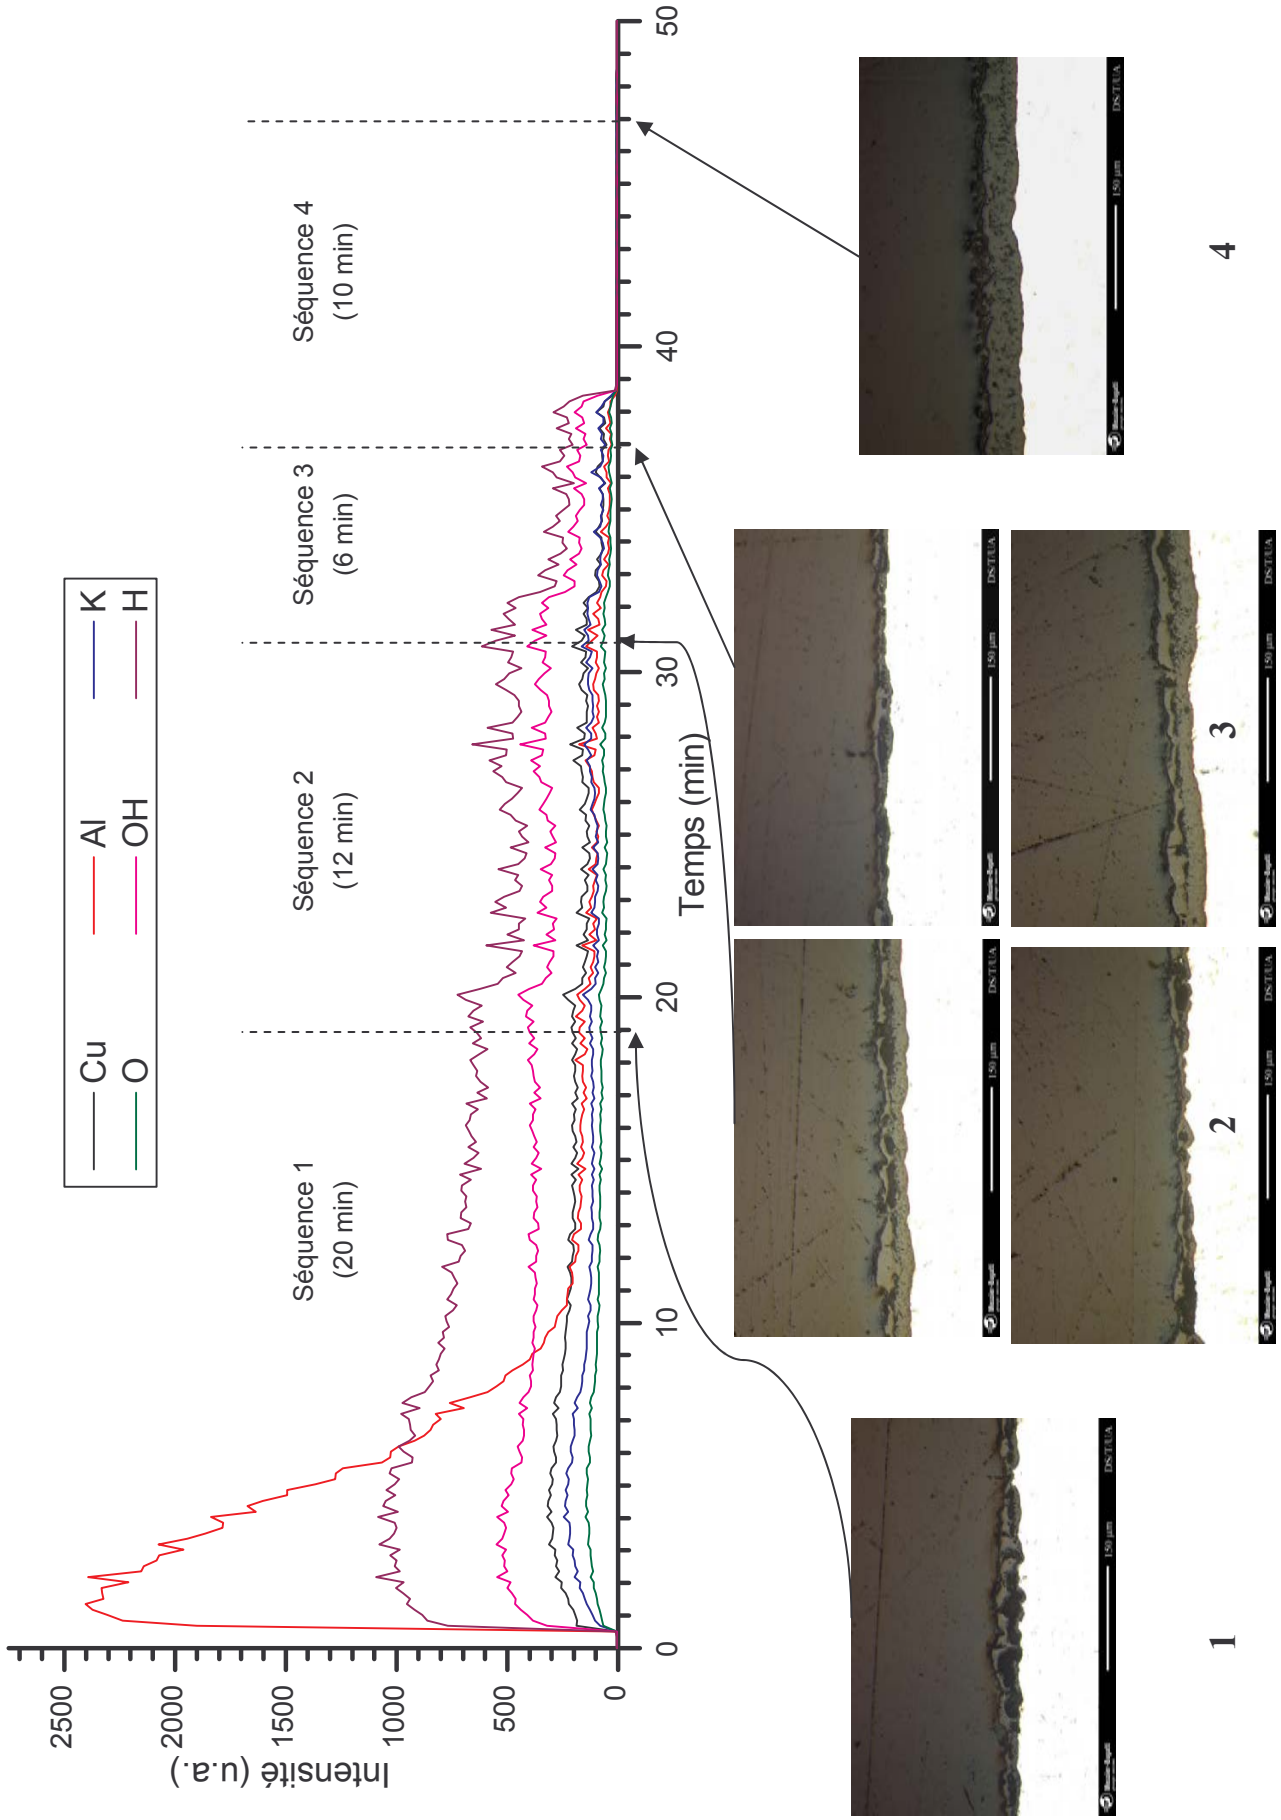 Cu Al K
O OH H
Intensité (u.a.)
2500
2000
1500
1000
500
0
Séquence 1
(20 min)
Séquence 2
(12 min)
Séquence 3
(6 min)
Séquence 4
(10 min)
0 10 20 30 40 50
Temps (min)
150 µm DS/T/UA
150 µm DS/T/UA
150 µm DS/T/UA
150 µm DS/T/UA
150 µm DS/T/UA
150 µm DS/T/UA
1 2 3 4